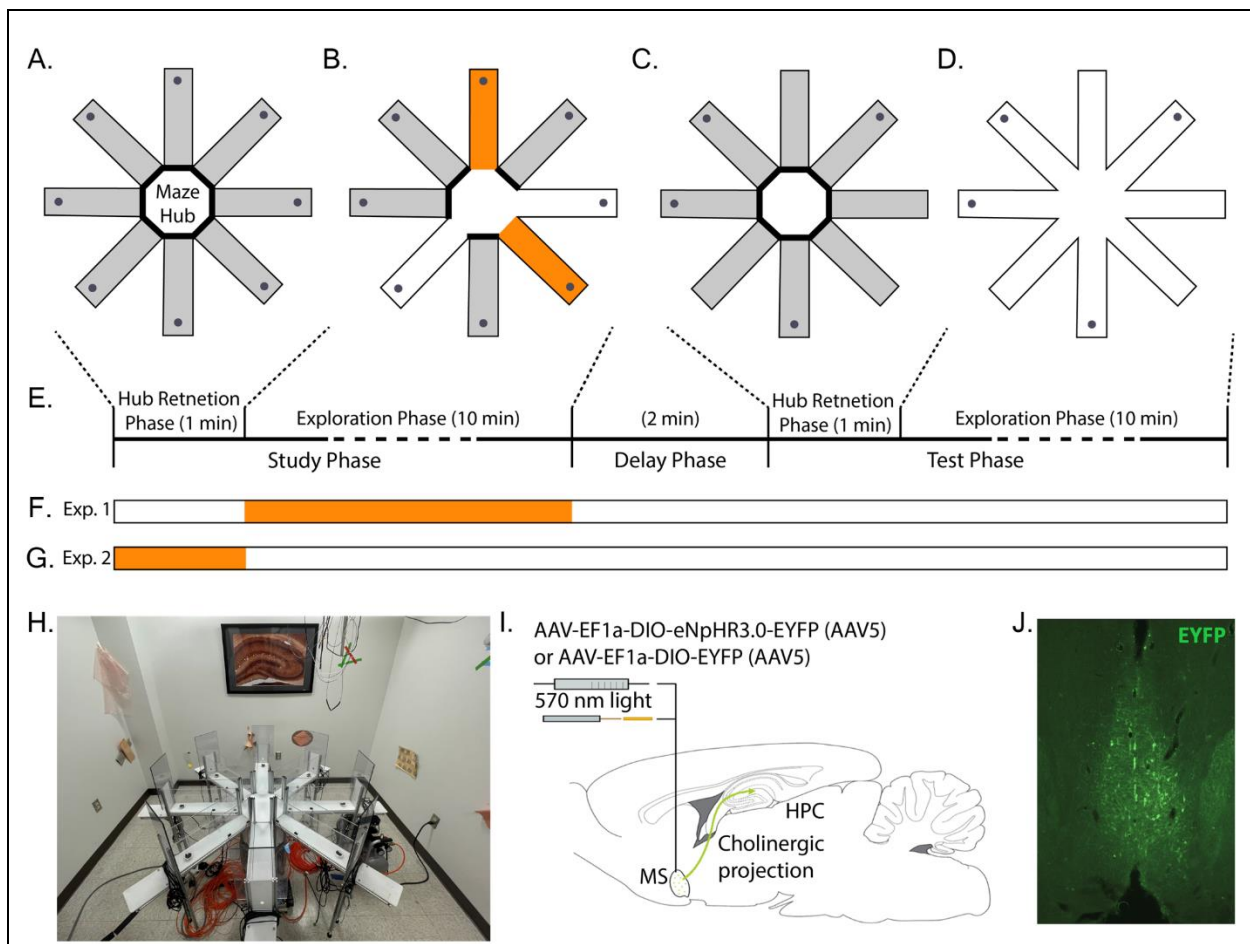 A.
B.
C.
D.
Maze
Hub
E.
Hub Retnetion
Phase (1 min)
Exploration Phase (10 min)
(2 min)
Hub Retnetion
Phase (1 min)
Exploration Phase (10 min)
Study Phase
Delay Phase
Test Phase
F. Exp. 1
G. Exp. 2
H.
I.
AAV-EF1a-DIO-eNpHR3.0-EYFP (AAV5)
or AAV-EF1a-DIO-EYFP (AAV5)
570 nm light
HPC
Cholinergic
projection
MS
J.
EYFP